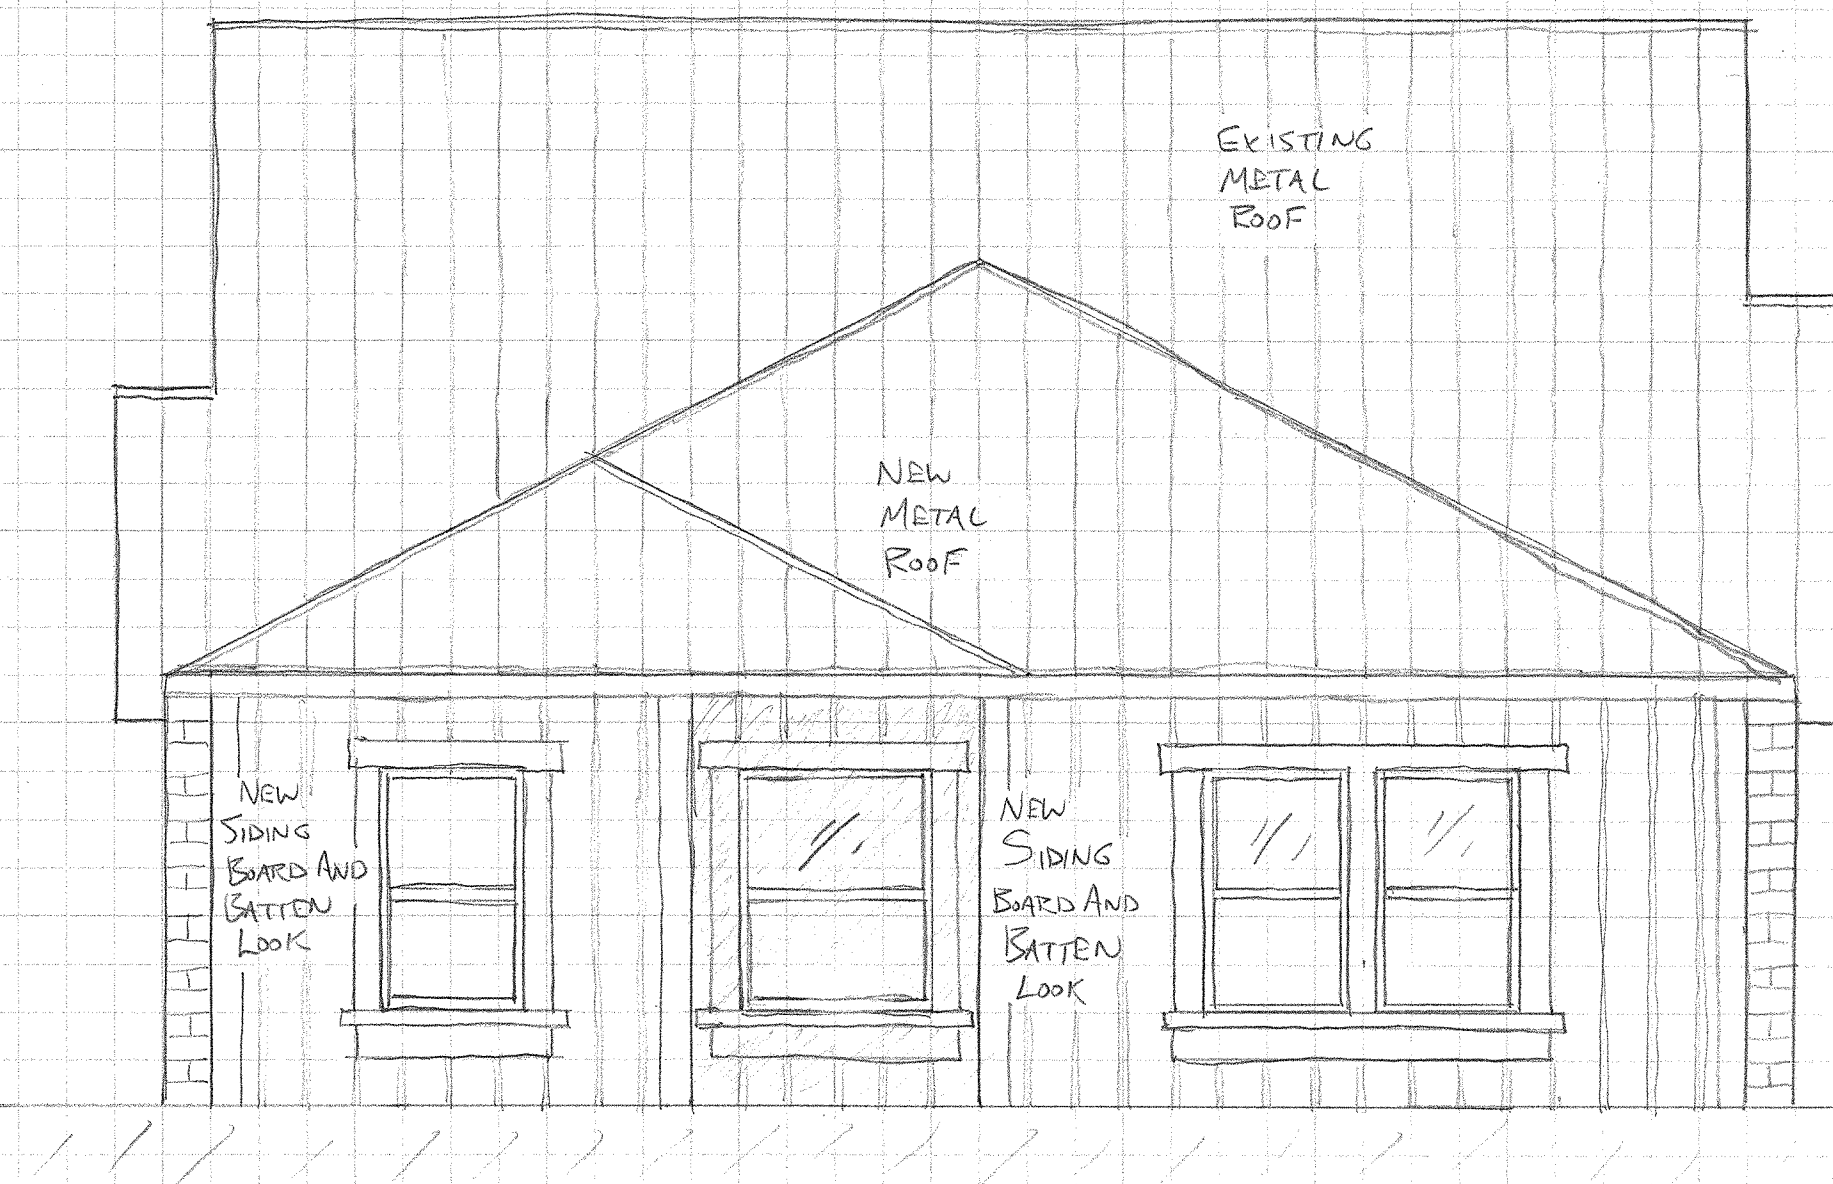 EXISTING
METAL
ROOF
NEW
METAL
ROOF
NEW
SIDING
BOARD AND
BATTEN
LOOK
NEW
SIDING
BOARD AND
BATTEN
LOOK